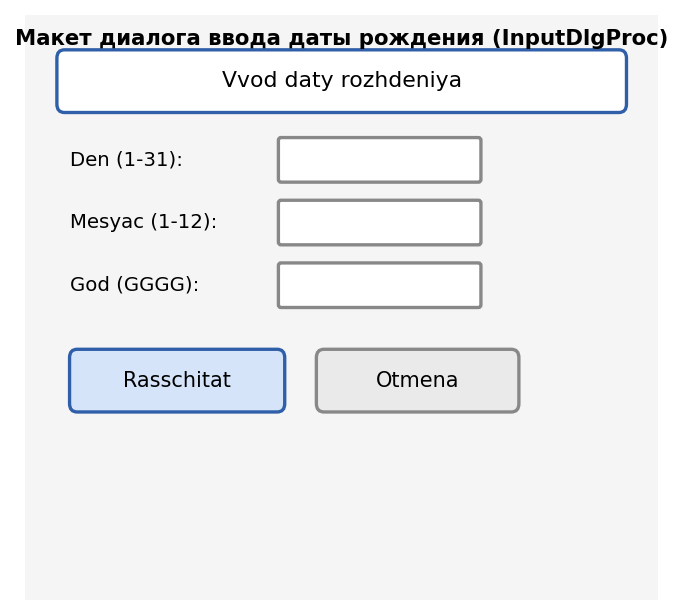 Макет диалога ввода даты рождения (InputDlgProc)
Vvod daty rozhdeniya
Den (1-31):
Mesyac (1-12):
God (GGGG):
Rasschitat
Otmena